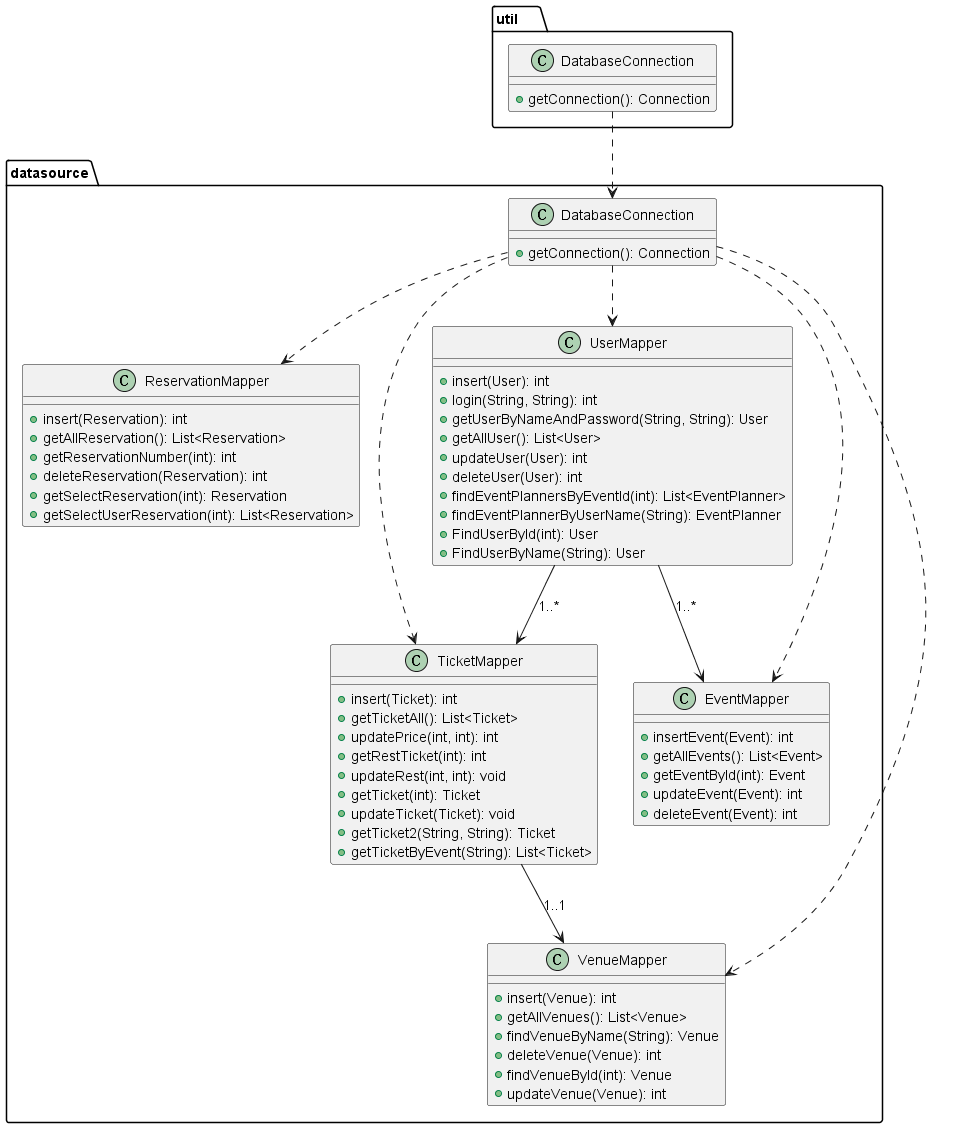 util
C DatabaseConnection
getConnection(): Connection
datasource
C DatabaseConnection
getConnection(): Connection
C ReservationMapper
insert(Reservation): int
getAllReservation(): List<Reservation>
getReservationNumber(int): int
deleteReservation(Reservation): int
getSelectReservation(int): Reservation
getSelectUserReservation(int): List<Reservation>
C UserMapper
insert(User): int
login(String, String): int
getUserByNameAndPassword(String, String): User
getAllUser(): List<User>
updateUser(User): int
deleteUser(User): int
findEventPlannersByEventId(int): List<EventPlanner>
findEventPlannerByUserName(String): EventPlanner
FindUserById(int): User
FindUserByName(String): User
1..*
1..*
C TicketMapper
insert(Ticket): int
getTicketAll(): List<Ticket>
updatePrice(int, int): int
getRestTicket(int): int
updateRest(int, int): void
getTicket(int): Ticket
updateTicket(Ticket): void
getTicket2(String, String): Ticket
getTicketByEvent(String): List<Ticket>
C EventMapper
insertEvent(Event): int
getAllEvents(): List<Event>
getEventById(int): Event
updateEvent(Event): int
deleteEvent(Event): int
1..1
C VenueMapper
insert(Venue): int
getAllVenues(): List<Venue>
findVenueByName(String): Venue
deleteVenue(Venue): int
findVenueById(int): Venue
updateVenue(Venue): int